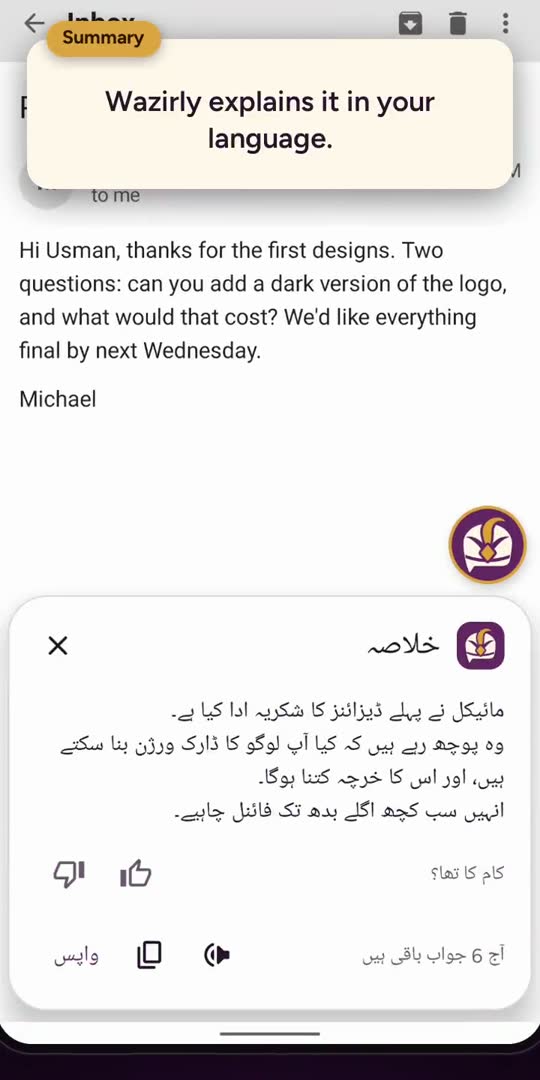 Inbox
Summary
Wazirly explains it in your
language.
to me
Hi Usman, thanks for the first designs. Two
questions: can you add a dark version of the logo,
and what would that cost? We'd like everything
final by next Wednesday.
Michael
خلاصہ
مائیکل نے پہلے ڈیزائنز کا شکریہ ادا کیا ہے۔
وہ پوچھ رہے ہیں کہ کیا آپ لوگو کا ڈارک ورژن بنا سکتے
ہیں، اور اس کا خرچہ کتنا ہوگا۔
انہیں سب کچھ اگلے بدھ تک فائنل چاہیے۔
کام کا تھا؟
آج 6 جواب باقی ہیں
واپس